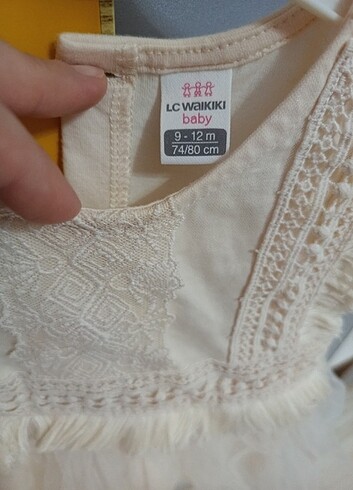 LC WAIKIKI
baby
9 - 12 m
74/80 cm